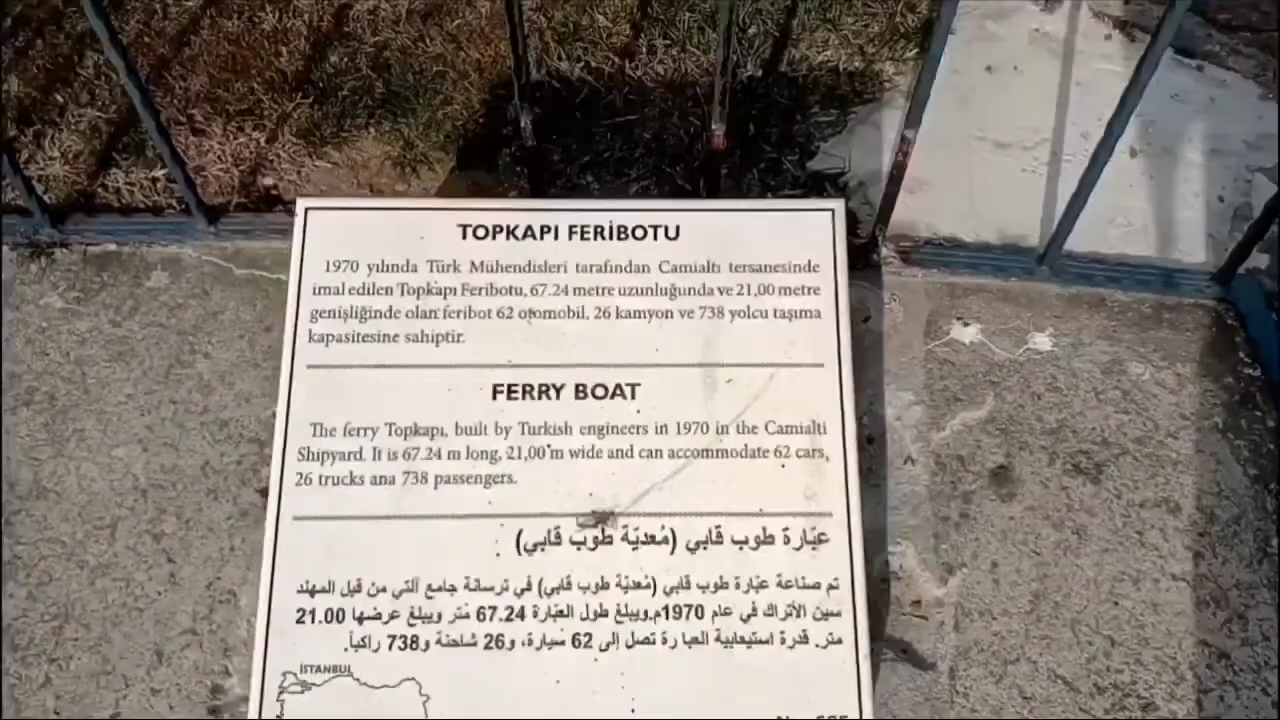 TOPKAPI FERİBOTU
1970 yılında Türk Mühendisleri tarafından Camialtı tersanesinde
imal edilen Topkapı Feribotu, 67.24 metre uzunluğunda ve 21,00 metre
genişliğinde olan feribot 62 otomobil, 26 kamyon ve 738 yolcu taşıma
kapasitesine sahiptir.
FERRY BOAT
The ferry Topkapı, built by Turkish engineers in 1970 in the Camialti
Shipyard. It is 67.24 m long, 21,00 m wide and can accommodate 62 cars,
26 trucks ana 738 passengers.
عبّارة طوب قابي (مُعديّة طوب قابي) :
تم صناعة عبّارة طوب قابي (مُعديّة طوب قابي) في ترسانة جامع آلتي من قبل المهند
سين الأتراك في عام 1970م.ويبلغ طول العبّارة 67.24 متر ويبلغ عرضها 21.00
متر. قدرة استيعابية العبا رة تصل إلى 62 سيارة، و26 شاحنة و738 راكباً.
İSTANBUL